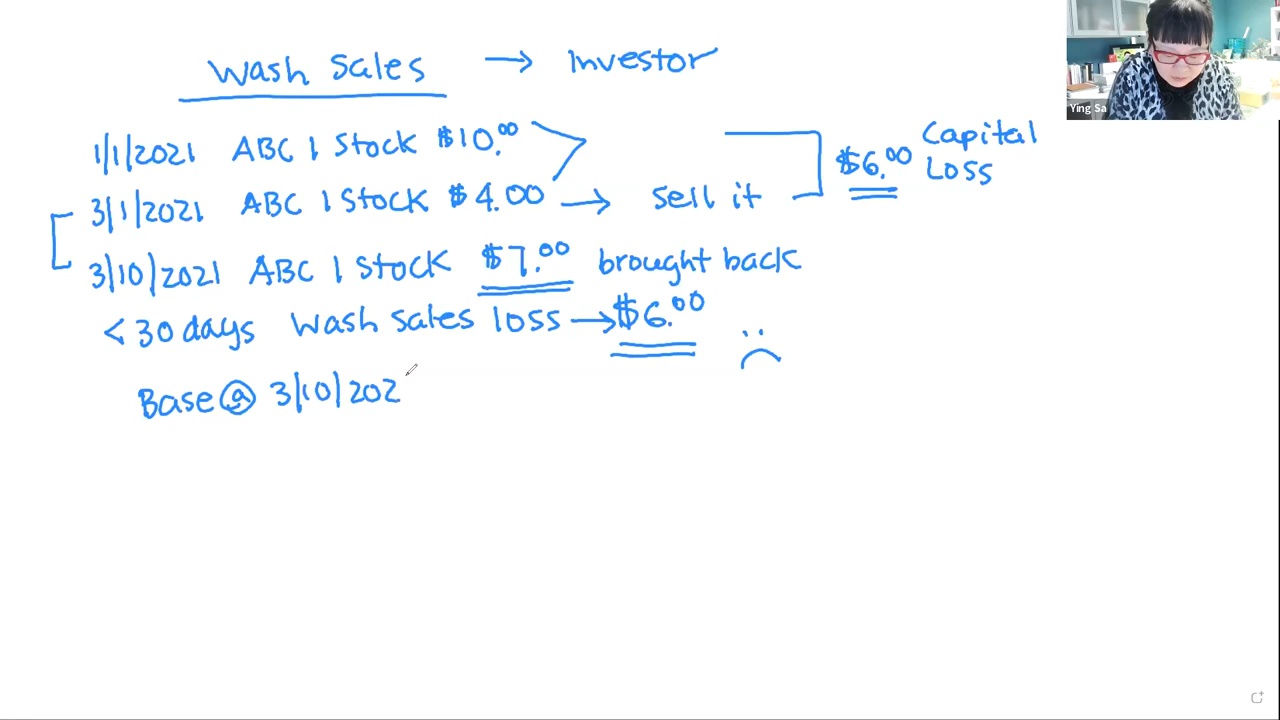 Wash Sales → Investor
1/1/2021 ABC 1 Stock $10.00
Capital
$6.00 Loss
3/1/2021 ABC 1 Stock $4.00 → Sell it
3/10/2021 ABC 1 Stock $7.00 brought back
< 30 days Wash sales loss → $6.00
Base @ 3/10/202
Ying Sa